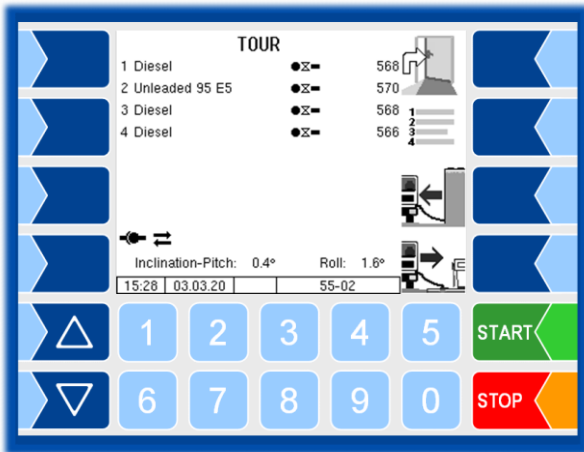 TOUR
1 Diesel 568
2 Unleaded 95 E5 570
3 Diesel 568
4 Diesel 566
1
2
3
4
Inclination-Pitch: 0.4° Roll: 1.6°
15:28 03.03.20 55-02
1 2 3 4 5 START
6 7 8 9 0 STOP